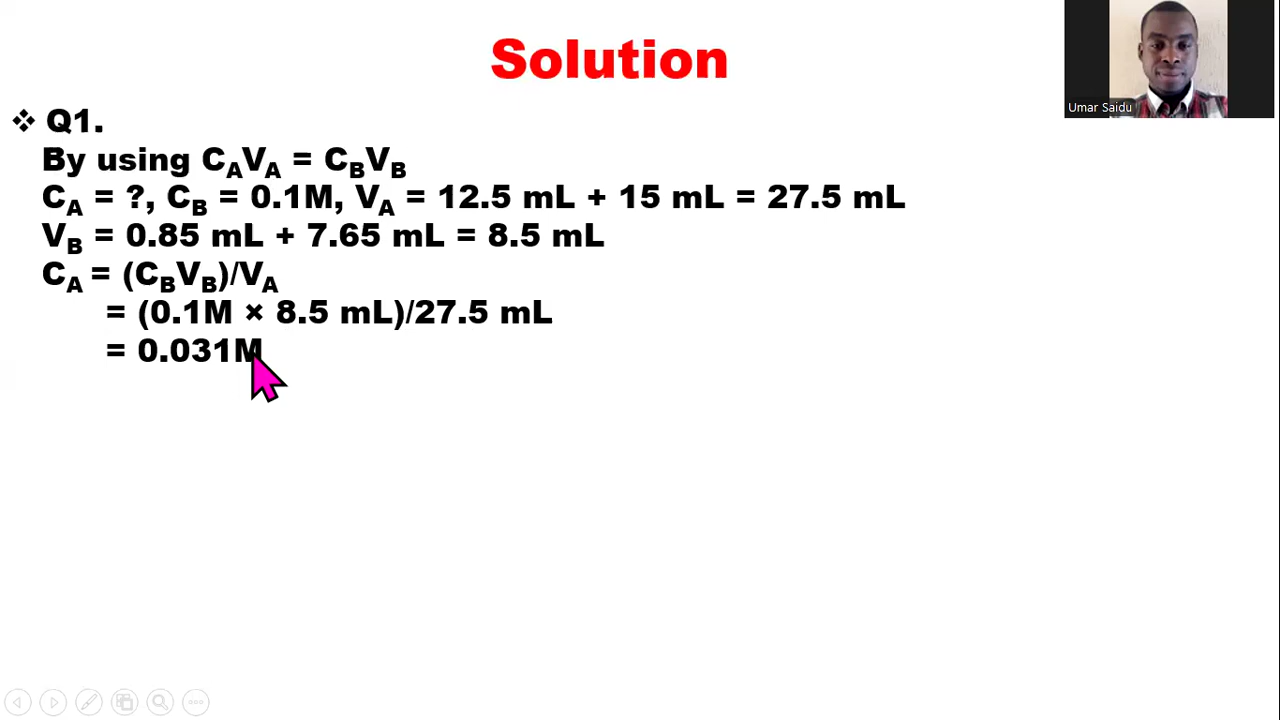 Solution
Umar Saidu
❖ Q1.
By using CAVA = CBVB
CA = ?, CB = 0.1M, VA = 12.5 mL + 15 mL = 27.5 mL
VB = 0.85 mL + 7.65 mL = 8.5 mL
CA = (CBVB)/VA
= (0.1M × 8.5 mL)/27.5 mL
= 0.031M